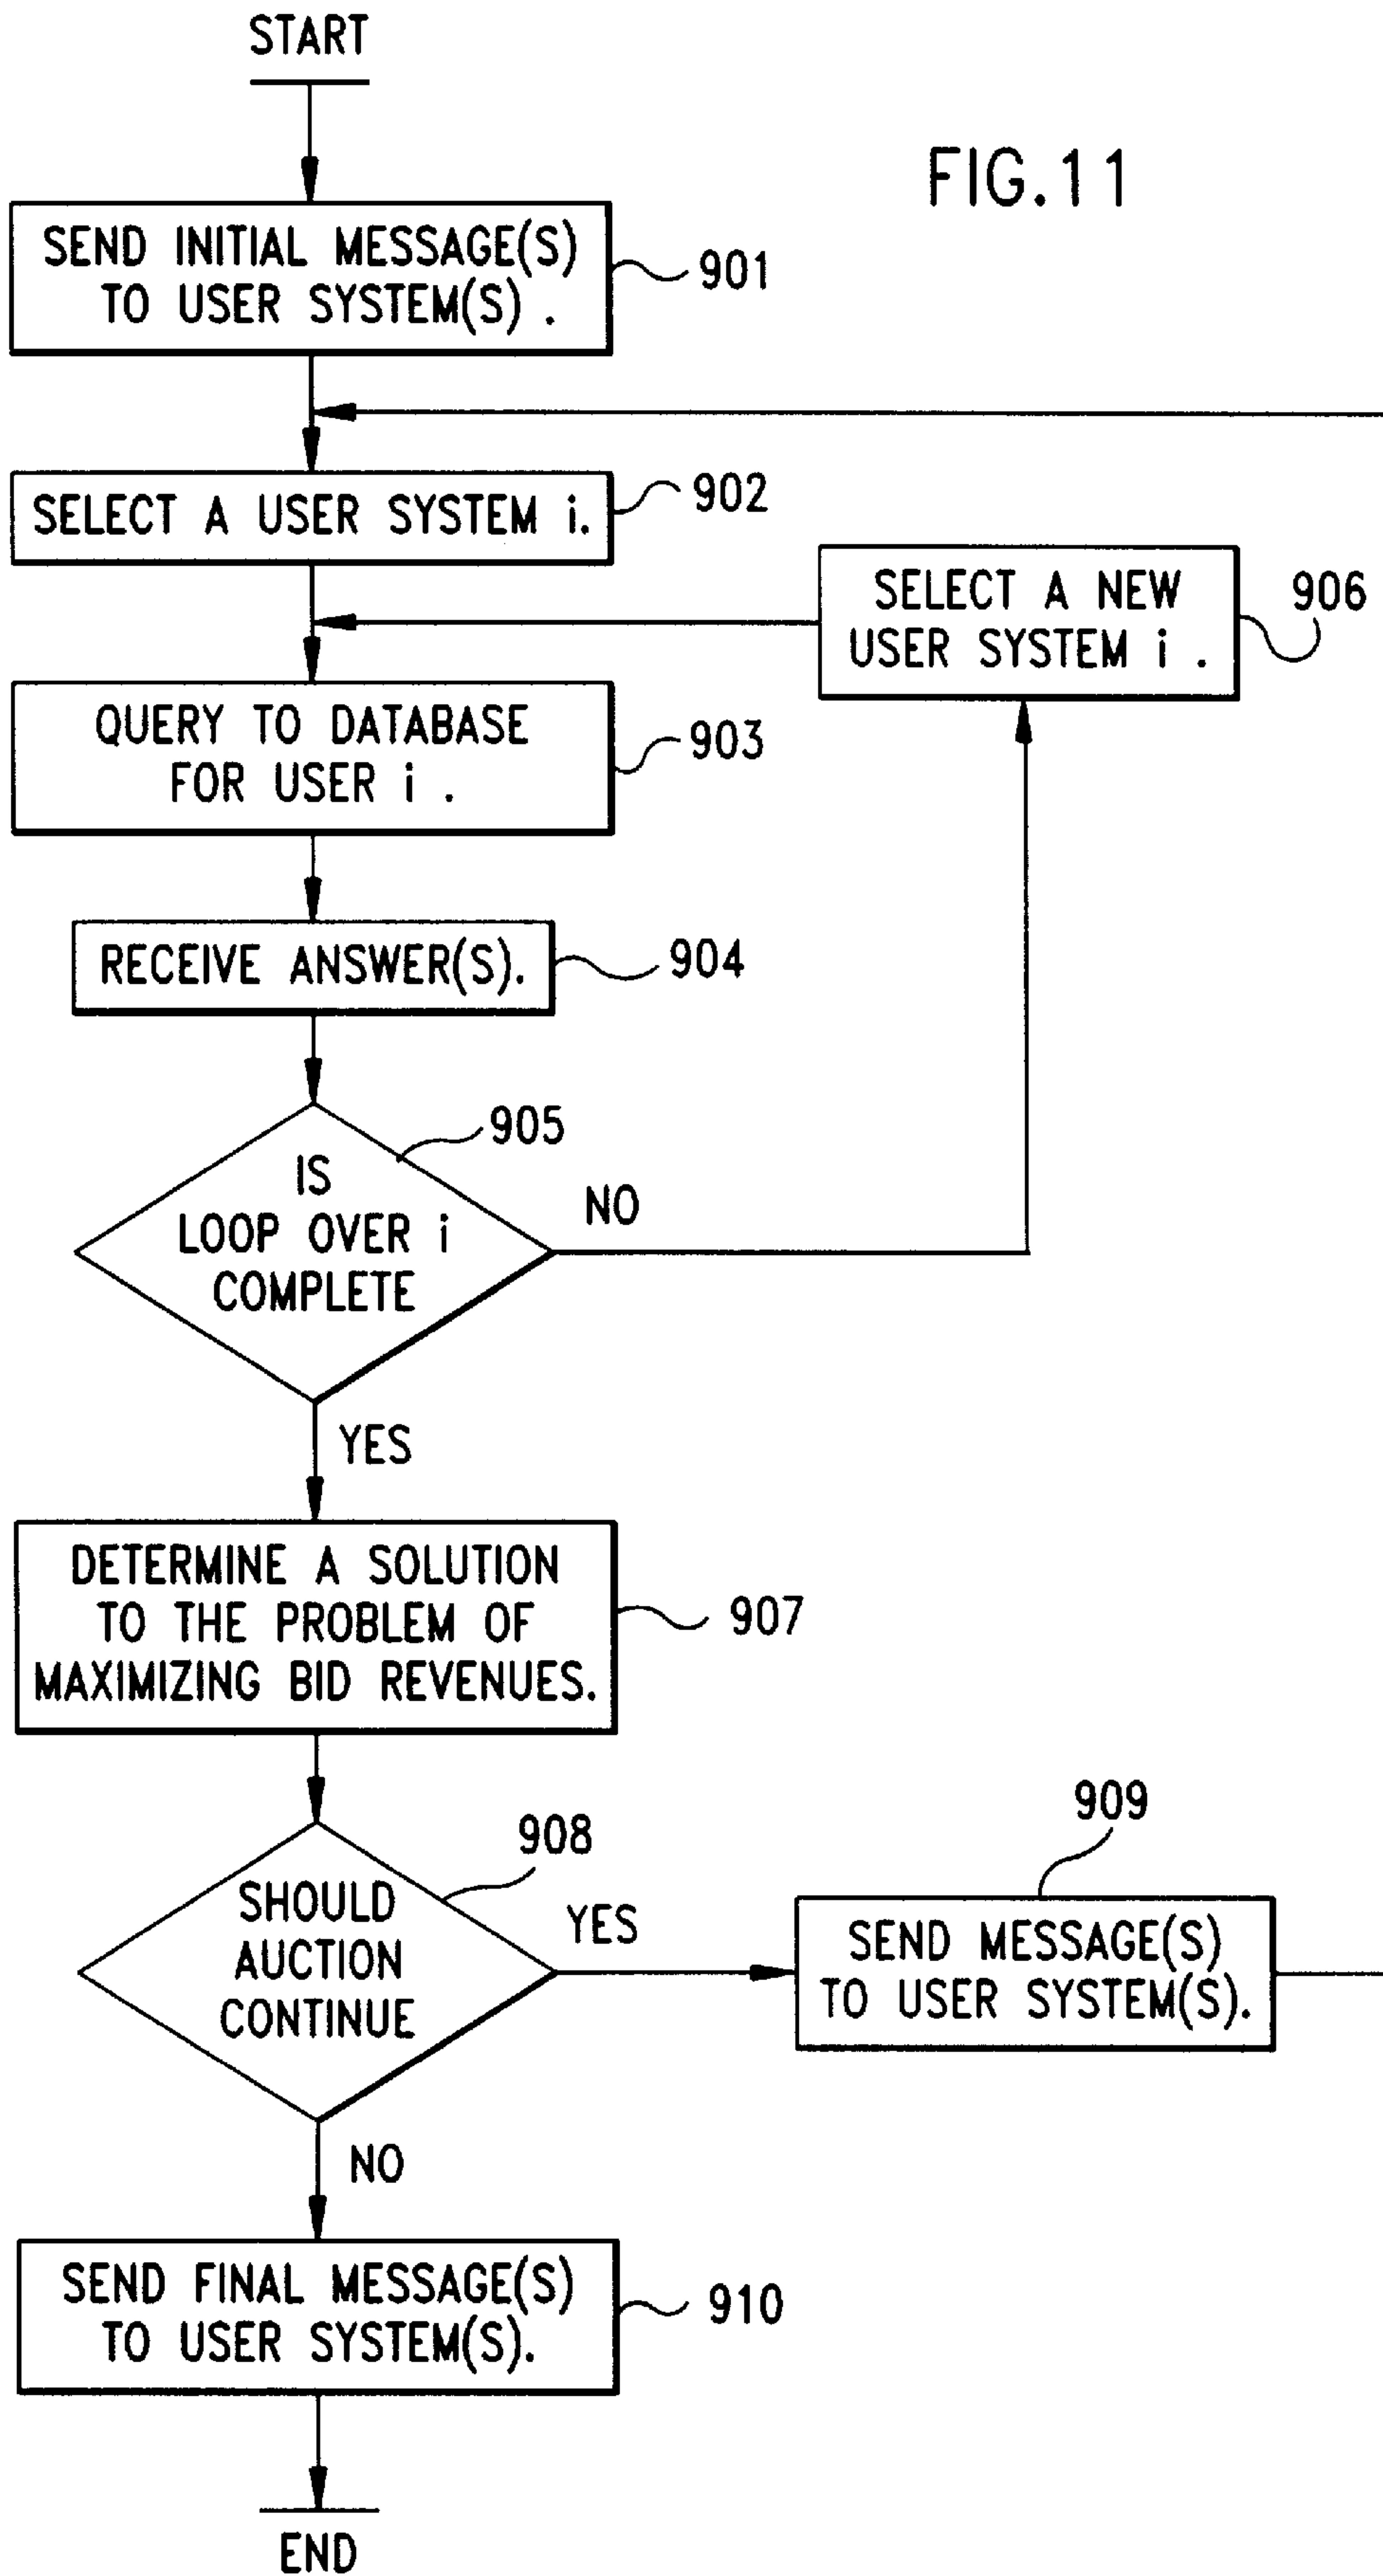 START
FIG.11
SEND INITIAL MESSAGE(S)
TO USER SYSTEM(S) .
901
SELECT A USER SYSTEM i.
902
SELECT A NEW
USER SYSTEM i .
906
QUERY TO DATABASE
FOR USER i .
903
RECEIVE ANSWER(S).
904
905
IS
LOOP OVER i
COMPLETE
NO
YES
DETERMINE A SOLUTION
TO THE PROBLEM OF
MAXIMIZING BID REVENUES.
907
908
SHOULD
AUCTION
CONTINUE
YES
909
SEND MESSAGE(S)
TO USER SYSTEM(S).
NO
SEND FINAL MESSAGE(S)
TO USER SYSTEM(S).
910
END